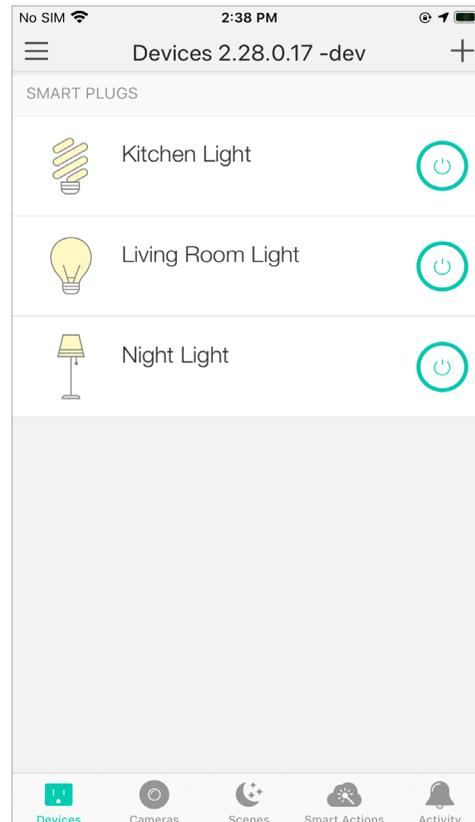 No SIM 2:38 PM
Devices 2.28.0.17 -dev
SMART PLUGS
Kitchen Light
Living Room Light
Night Light
Devices Cameras Scenes Smart Actions Activity